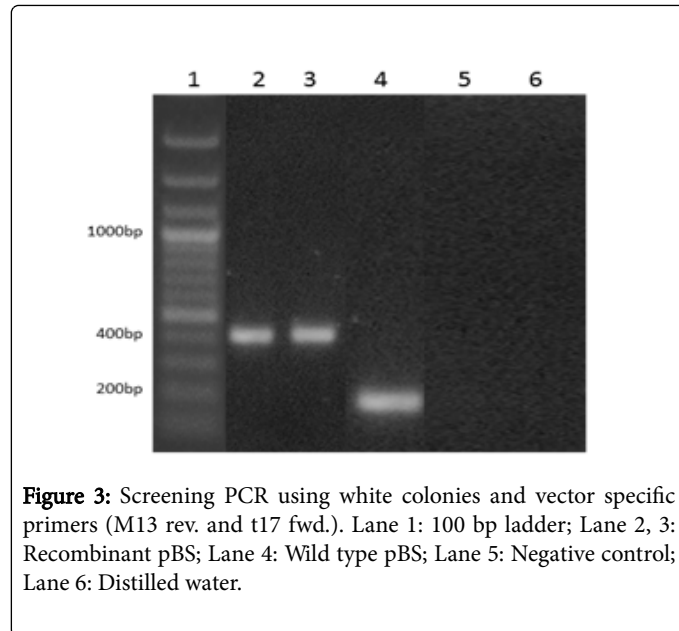 1 2 3 4 5 6
1000bp
400bp
200bp
Figure 3: Screening PCR using white colonies and vector specific
primers (M13 rev. and t17 fwd.). Lane 1: 100 bp ladder; Lane 2, 3:
Recombinant pBS; Lane 4: Wild type pBS; Lane 5: Negative control;
Lane 6: Distilled water.